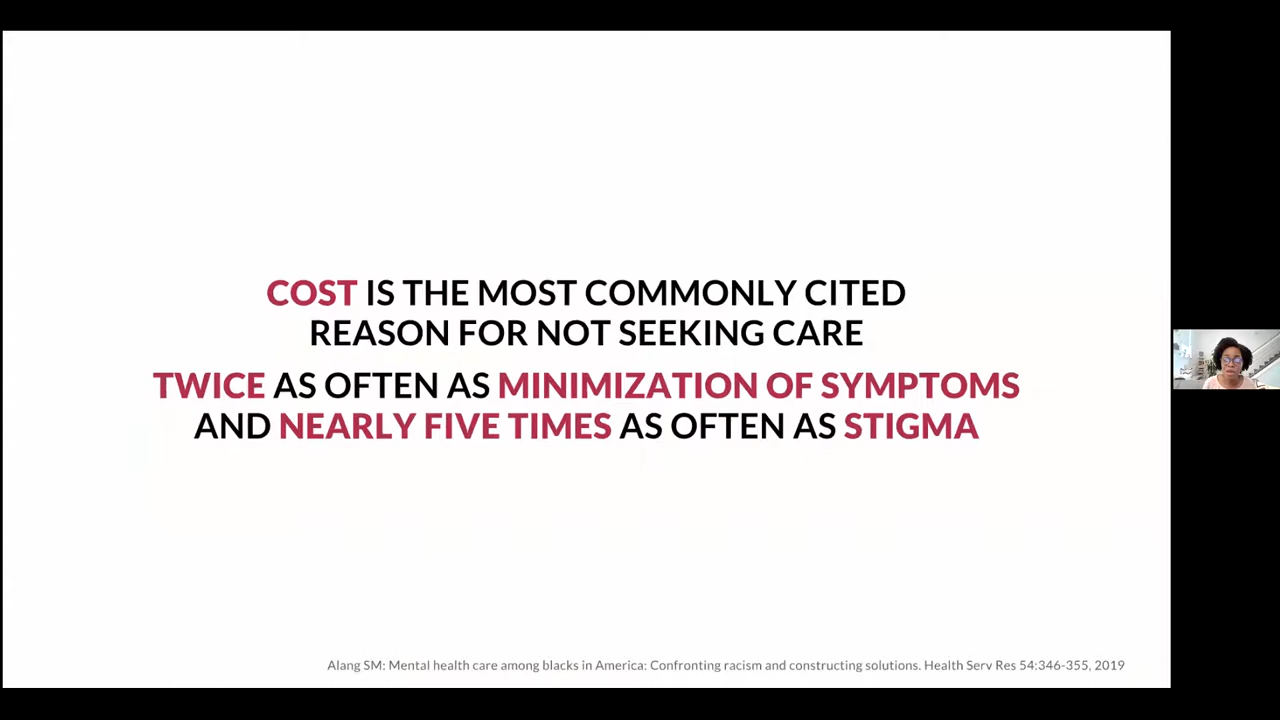 COST IS THE MOST COMMONLY CITED
REASON FOR NOT SEEKING CARE
TWICE AS OFTEN AS MINIMIZATION OF SYMPTOMS
AND NEARLY FIVE TIMES AS OFTEN AS STIGMA
Alang SM: Mental health care among blacks in America: Confronting racism and constructing solutions. Health Serv Res 54:346-355, 2019